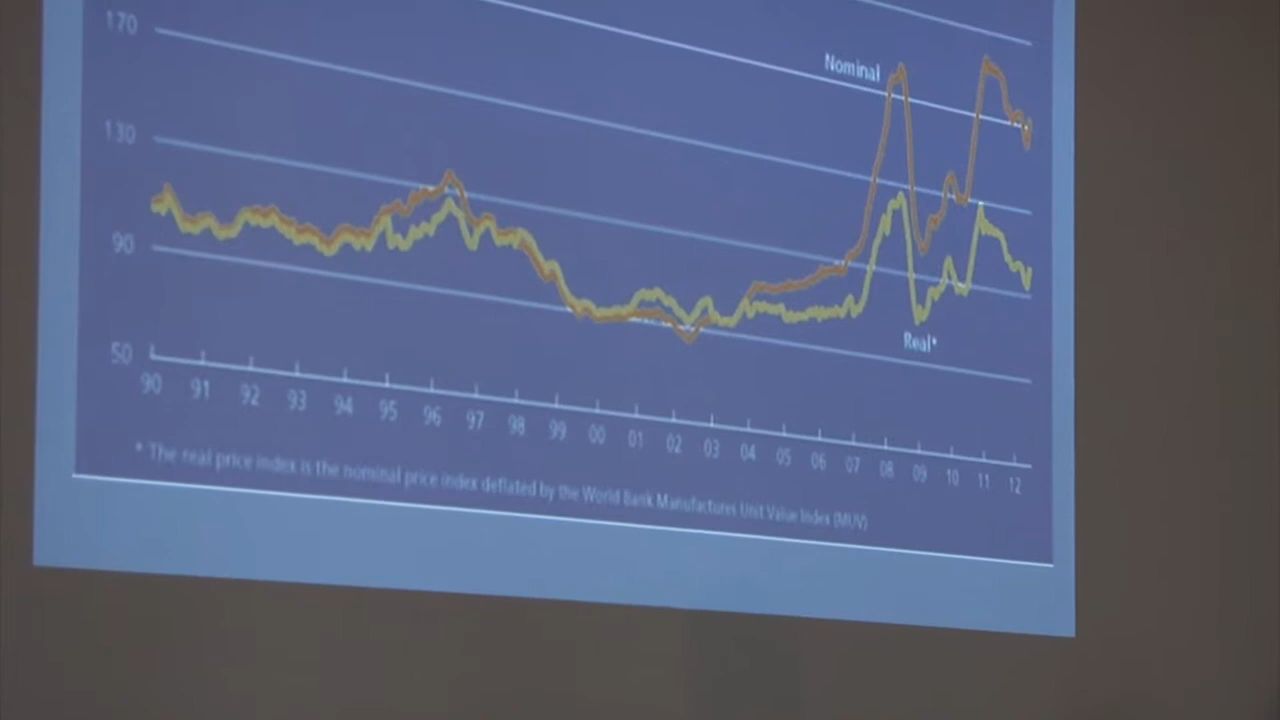 170
Nominal
130
90
Real*
50
90 91 92 93 94 95 96 97 98 99 00 01 02 03 04 05 06 07 08 09 10 11 12
* The real price index is the nominal price index deflated by the World Bank Manufactures Unit Value Index (MUV)